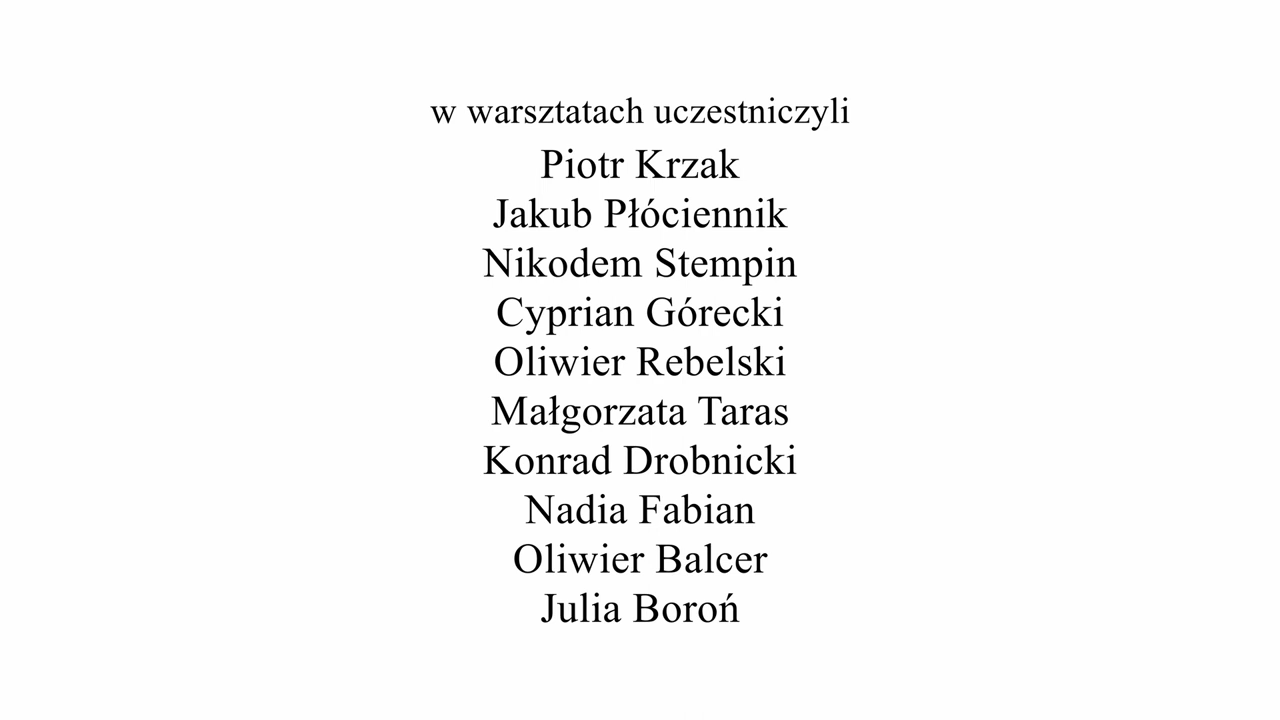 w warsztatach uczestniczyli
Piotr Krzak
Jakub Płóciennik
Nikodem Stempin
Cyprian Górecki
Oliwier Rebelski
Małgorzata Taras
Konrad Drobnicki
Nadia Fabian
Oliwier Balcer
Julia Boroń